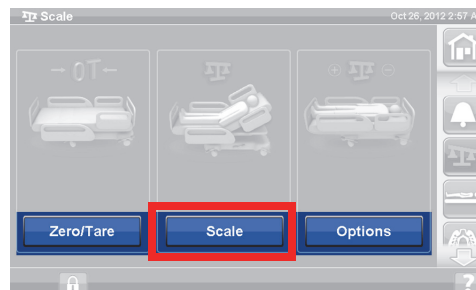 Scale Oct 26, 2012 2:57 A
→0T←
Zero/Tare Scale Options
?